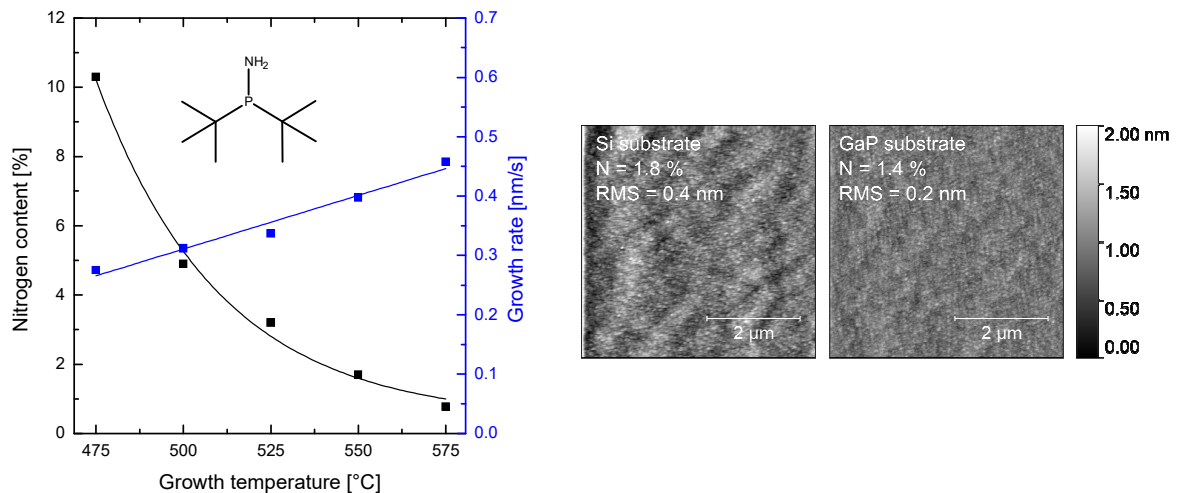 12
10
8
6
4
2
0
Nitrogen content [%]
0.7
0.6
0.5
0.4
0.3
0.2
0.1
0.0
Growth rate [nm/s]
475
500
525
550
575
Growth temperature [°C]
NH2
P
Si substrate
N = 1.8 %
RMS = 0.4 nm
2 µm
GaP substrate
N = 1.4 %
RMS = 0.2 nm
2 µm
2.00 nm
1.50
1.00
0.50
0.00